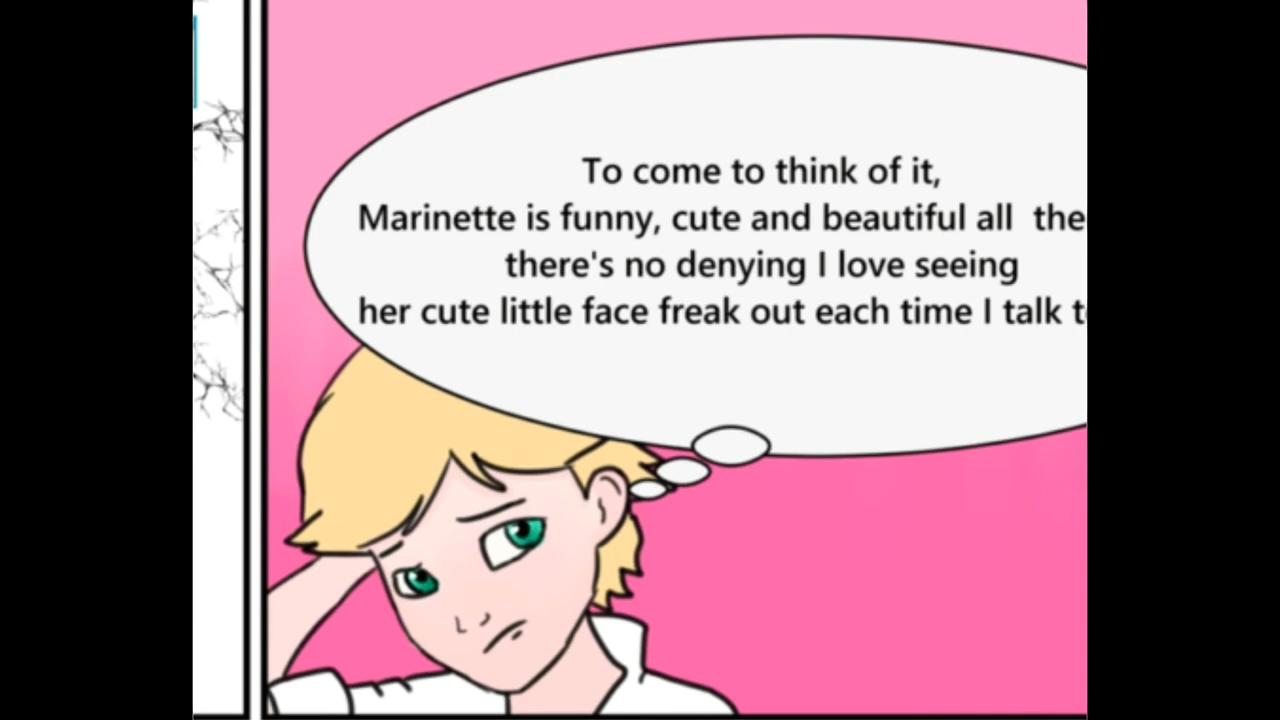 To come to think of it,
Marinette is funny, cute and beautiful all the
there's no denying I love seeing
her cute little face freak out each time I talk t